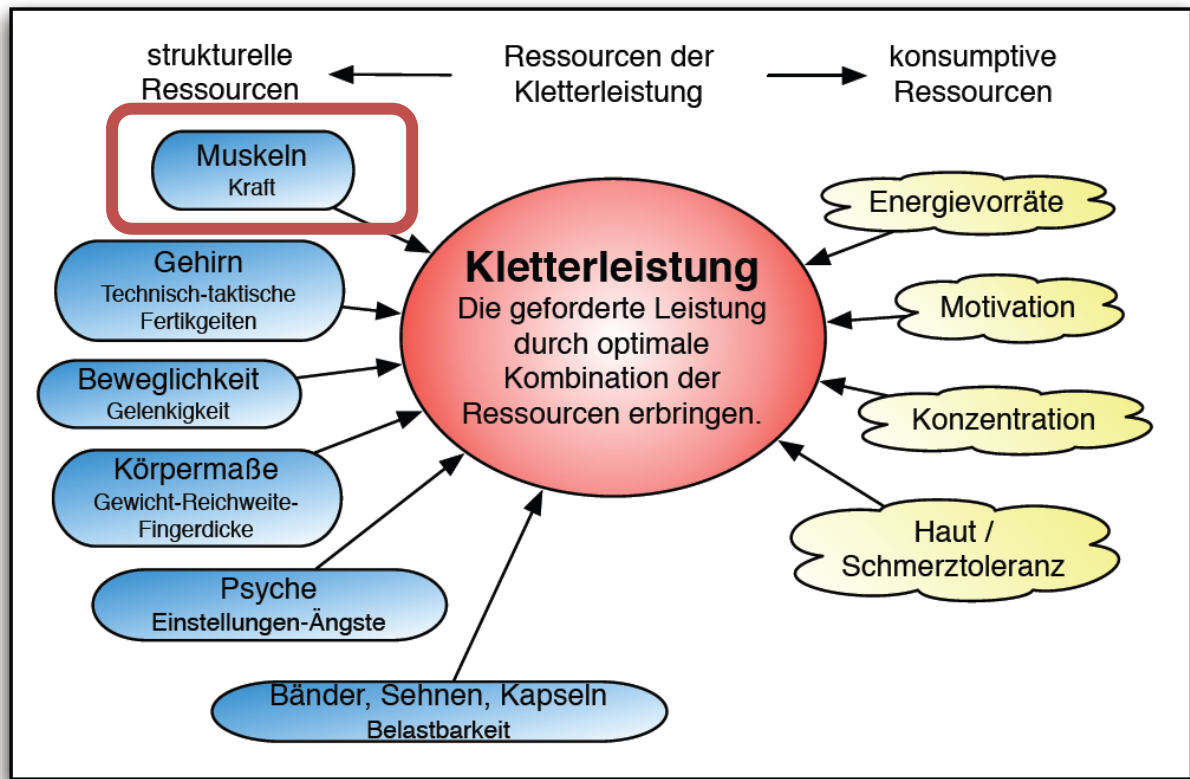 strukturelle
Ressourcen
Ressourcen der
Kletterleistung
konsumptive
Ressourcen
Muskeln
Kraft
Gehirn
Technisch-taktische
Fertikgeiten
Beweglichkeit
Gelenkigkeit
Körpermaße
Gewicht-Reichweite-
Fingerdicke
Psyche
Einstellungen-Ängste
Bänder, Sehnen, Kapseln
Belastbarkeit
Kletterleistung
Die geforderte Leistung
durch optimale
Kombination der
Ressourcen erbringen.
Energievorräte
Motivation
Konzentration
Haut /
Schmerztoleranz